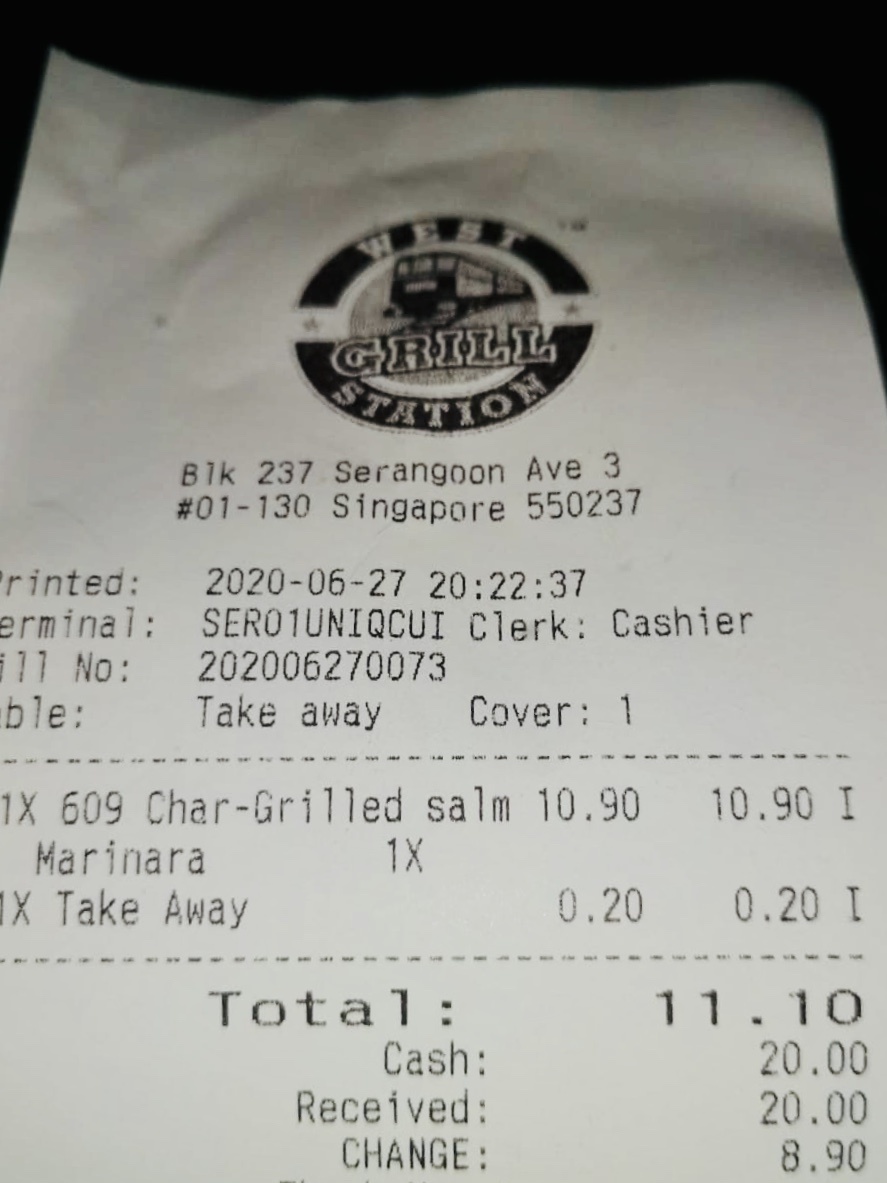 WEST
GRILL
STATION
Blk 237 Serangoon Ave 3
#01-130 Singapore 550237
rinted: 2020-06-27 20:22:37
erminal: SER01UNIQCUI Clerk: Cashier
ill No: 202006270073
able: Take away Cover: 1
1X 609 Char-Grilled salm 10.90 10.90 I
Marinara 1X
1X Take Away 0.20 0.20 I
Total: 11.10
Cash: 20.00
Received: 20.00
CHANGE: 8.90